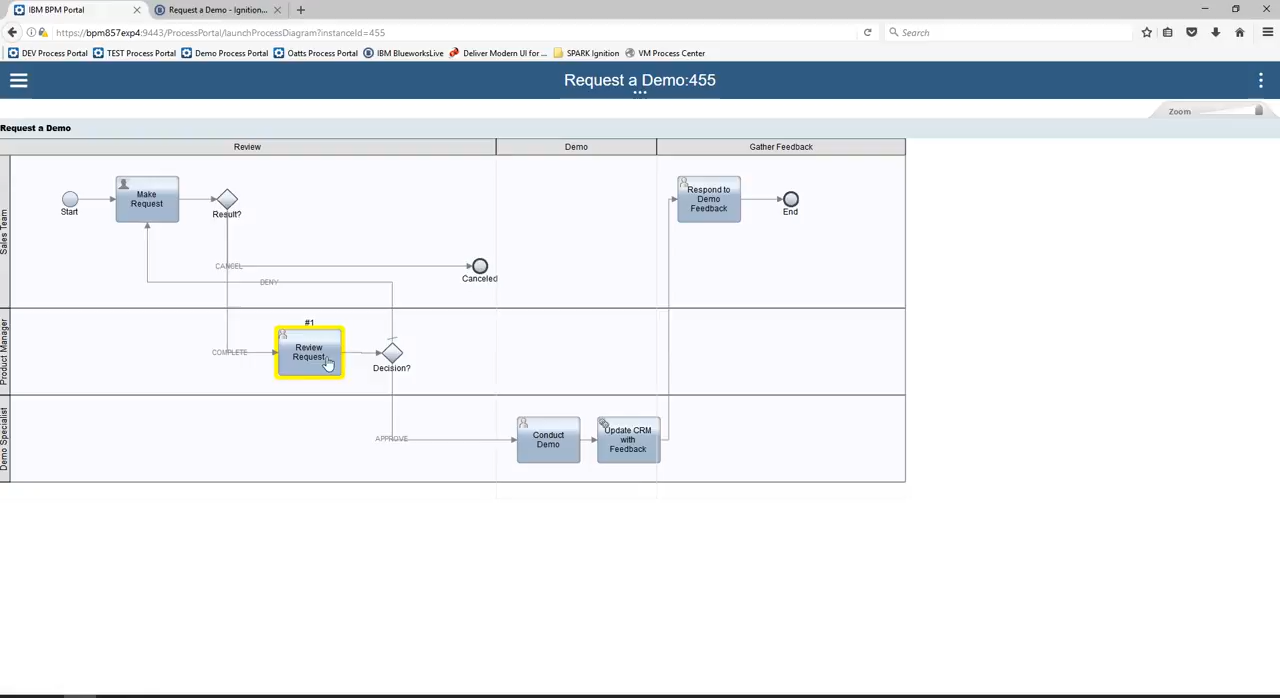 IBM BPM Portal
Request a Demo - Ignition...
https://bpm857exp4:9443/ProcessPortal/launchProcessDiagram?instanceId=455
Search
DEV Process Portal
TEST Process Portal
Demo Process Portal
Oatts Process Portal
IBM BlueworksLive
Deliver Modern UI for ...
SPARK Ignition
VM Process Center
Request a Demo:455
Zoom
Request a Demo
Review
Demo
Gather Feedback
Sales Team
Start
Make
Request
Result?
Respond to
Demo
Feedback
End
CANCEL
Canceled
DENY
Product Manager
#1
COMPLETE
Review
Request
Decision?
Demo Specialist
APPROVE
Conduct
Demo
Update CRM
with
Feedback